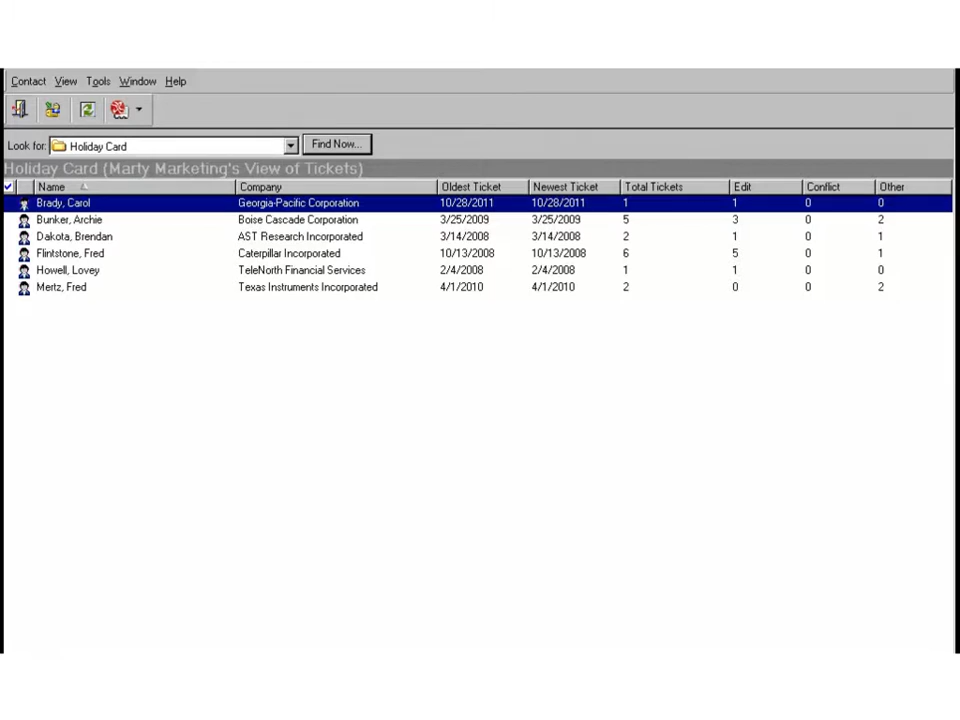 Contact View Tools Window Help
Look for: Holiday Card Find Now...
Holiday Card (Marty Marketing's View of Tickets)
Name Company Oldest Ticket Newest Ticket Total Tickets Edit Conflict Other
Brady, Carol Georgia-Pacific Corporation 10/28/2011 10/28/2011 1 1 0 0
Bunker, Archie Boise Cascade Corporation 3/25/2009 3/25/2009 5 3 0 2
Dakota, Brendan AST Research Incorporated 3/14/2008 3/14/2008 2 1 0 1
Flintstone, Fred Caterpillar Incorporated 10/13/2008 10/13/2008 6 5 0 1
Howell, Lovey TeleNorth Financial Services 2/4/2008 2/4/2008 1 1 0 0
Mertz, Fred Texas Instruments Incorporated 4/1/2010 4/1/2010 2 0 0 2